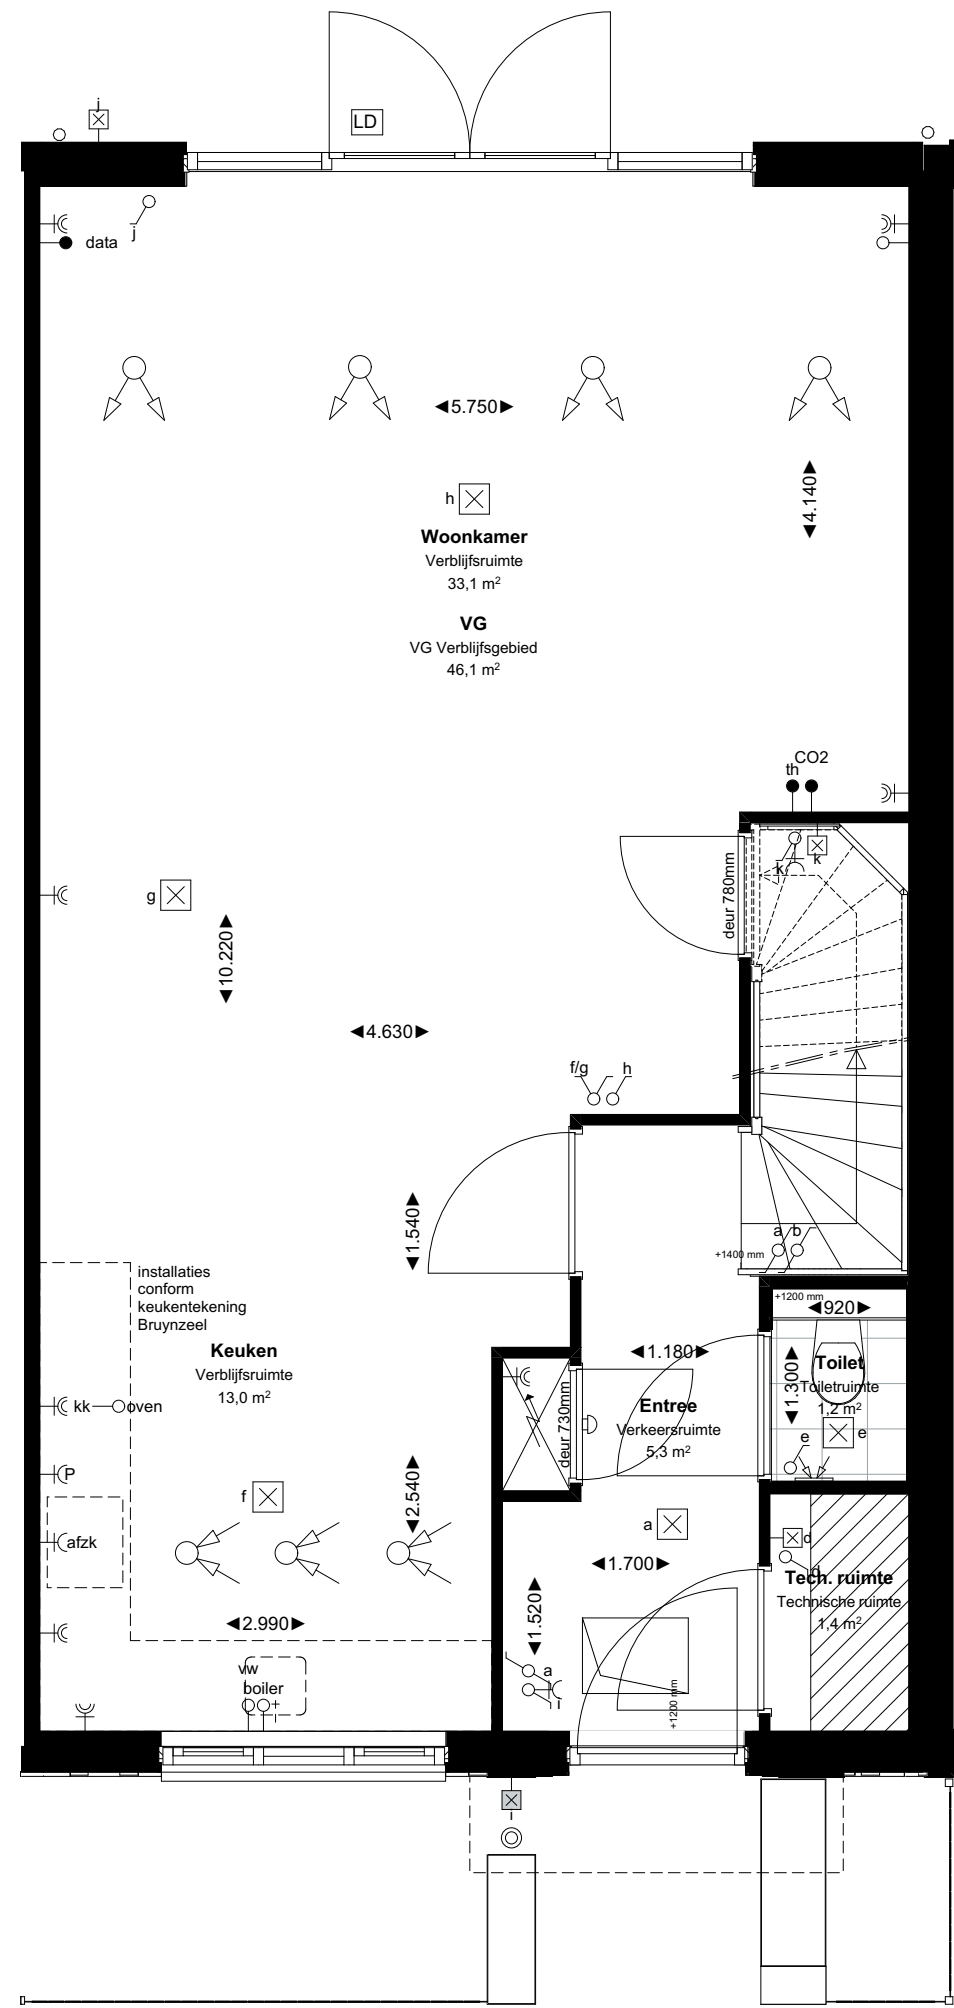 j
LD
j
data
5.750
4.140
h
Woonkamer
Verblijfsruimte
33,1 m²
VG
VG Verblijfsgebied
46,1 m²
CO2
th
k
k
deur 780mm
g
10.220
4.630
f/g
h
1.540
a b
+1400 mm
installaties
conform
keukentekening
Bruynzeel
+1200 mm
920
Keuken
Verblijfsruimte
13,0 m²
1.180
1.300
Toilet
Toiletruimte
1,2 m²
e
e
kk
oven
deur 730mm
Entree
Verkeersruimte
5,3 m²
P
f
2.540
afzk
a
d
d
1.700
Tech. ruimte
Technische ruimte
1,4 m²
2.990
1.520
vw
boiler
a
+1200 mm